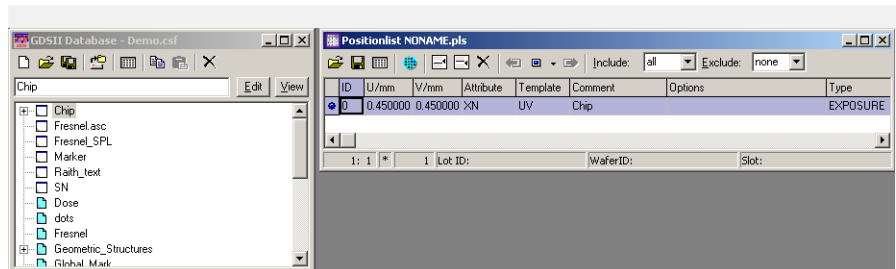 GDSII Database - Demo.csf
Chip
Edit
View
Chip
Fresnel.asc
Fresnel_SPL
Marker
Raith_text
SN
Dose
dots
Fresnel
Geometric_Structures
Global_Mark
Positionlist NONAME.pls
Include: all Exclude: none
ID U/mm V/mm Attribute Template Comment Options Type
0 0.450000 0.450000 XN UV Chip EXPOSURE
1: 1 * 1 Lot ID: WaferID: Slot: